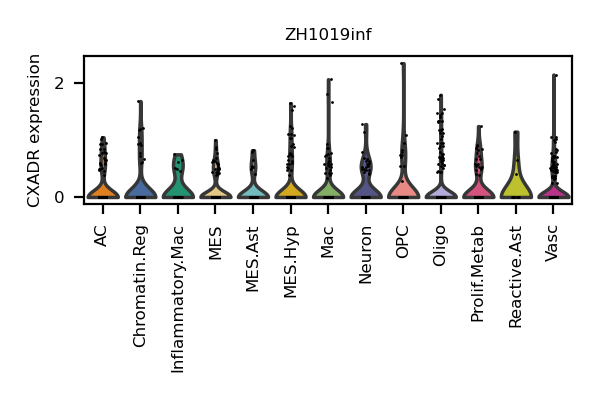 ZH1019inf
CXADR expression
2
0
AC
Chromatin.Reg
Inflammatory.Mac
MES
MES.Ast
MES.Hyp
Mac
Neuron
OPC
Oligo
Prolif.Metab
Reactive.Ast
Vasc